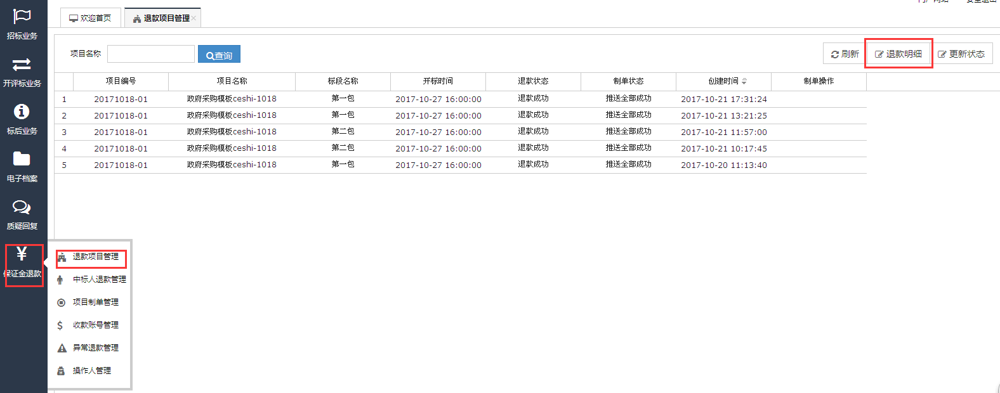 招标业务
开评标业务
标后业务
电子档案
质疑回复
保证金退款
欢迎首页 退款项目管理
项目名称 查询 刷新 退款明细 更新状态
项目编号 项目名称 标段名称 开标时间 退款状态 制单状态 创建时间 制单操作
1 20171018-01 政府采购模板ceshi-1018 第一包 2017-10-27 16:00:00 退款成功 推送全部成功 2017-10-21 17:31:24
2 20171018-01 政府采购模板ceshi-1018 第一包 2017-10-27 16:00:00 退款成功 推送全部成功 2017-10-21 13:21:25
3 20171018-01 政府采购模板ceshi-1018 第二包 2017-10-27 16:00:00 退款成功 推送全部成功 2017-10-21 11:57:00
4 20171018-01 政府采购模板ceshi-1018 第二包 2017-10-27 16:00:00 退款成功 推送全部成功 2017-10-21 10:17:45
5 20171018-01 政府采购模板ceshi-1018 第一包 2017-10-27 16:00:00 退款成功 推送全部成功 2017-10-20 11:13:40
退款项目管理
中标人退款管理
项目制单管理
收款账号管理
异常退款管理
操作人管理